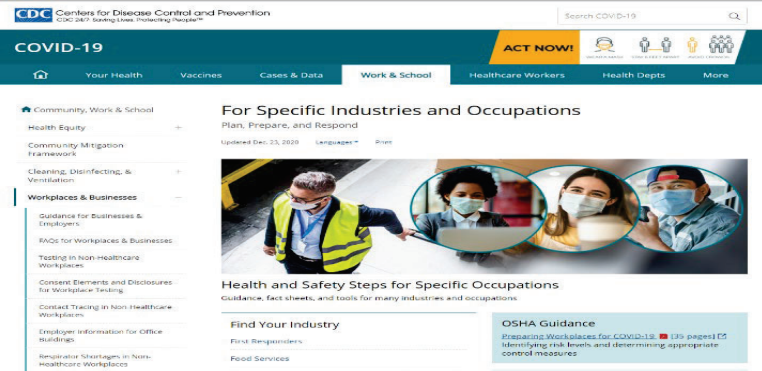 CDC Centers for Disease Control and Prevention
CDC 24/7: Saving Lives, Protecting People™
Search COVID-19
COVID-19
ACT NOW!
Your Health
Vaccines
Cases & Data
Work & School
Healthcare Workers
Health Depts
More
Community, Work & School
Health Equity
Community Mitigation
Framework
Cleaning, Disinfecting, &
Ventilation
Workplaces & Businesses
Guidance for Businesses &
Employers
FAQs for Workplaces & Businesses
Testing in Non-Healthcare
Workplaces
Consent Elements and Disclosures
for Workplace Testing
Contact Tracing in Non-Healthcare
Workplaces
Employer Information for Office
Buildings
Respirator Shortages in Non-
Healthcare Workplaces
For Specific Industries and Occupations
Plan, Prepare, and Respond
Updated Dec. 23, 2020 Languages Print
Health and Safety Steps for Specific Occupations
Guidance, fact sheets, and tools for many industries and occupations
Find Your Industry
First Responders
Food Services
OSHA Guidance
Preparing Workplaces for COVID-19 [35 pages]
Identifying risk levels and determining appropriate
control measures